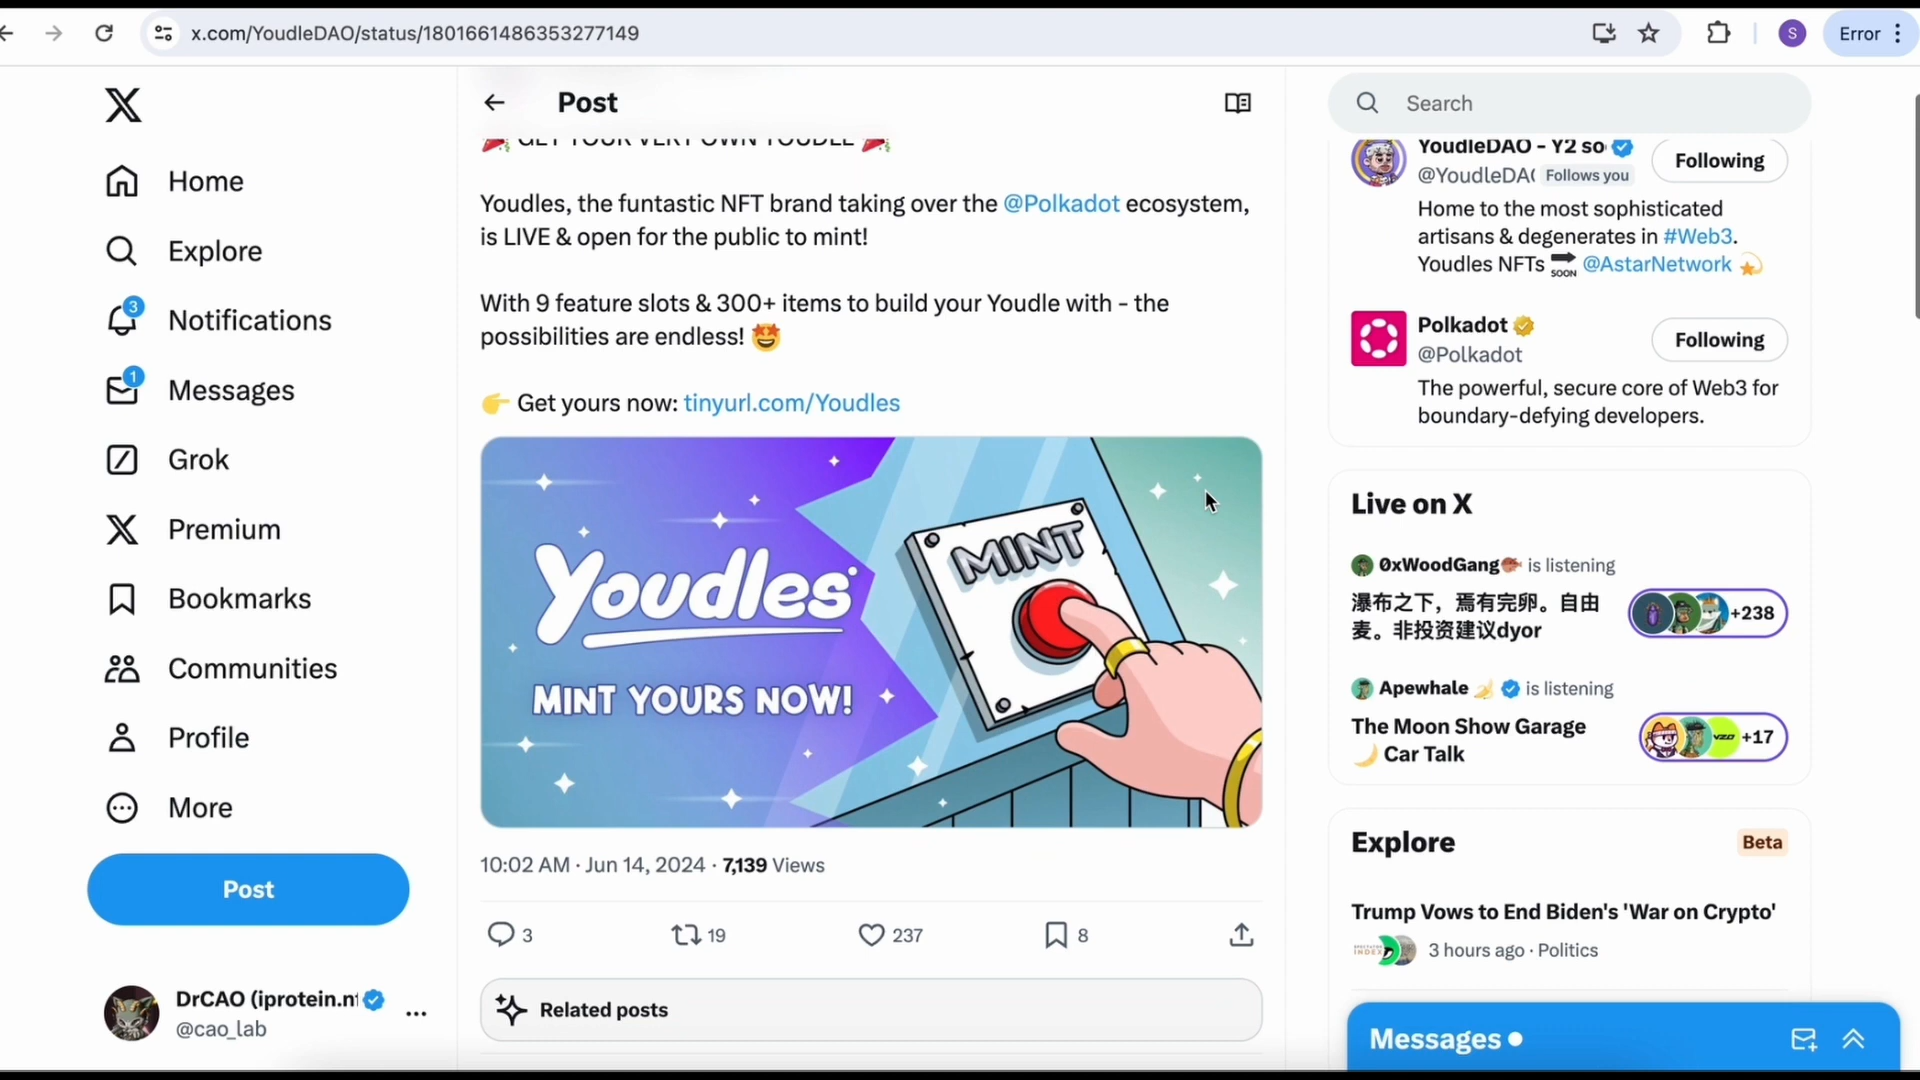 x.com/YoudleDAO/status/1801661486353277149
S
Error
Home
Explore
3
Notifications
1
Messages
Grok
Premium
Bookmarks
Communities
Profile
More
Post
DrCAO (iprotein.n
@cao_lab
Post
🎉 GET YOUR VERY OWN YOUDLE 🎉
Youdles, the funtastic NFT brand taking over the @Polkadot ecosystem,
is LIVE & open for the public to mint!
With 9 feature slots & 300+ items to build your Youdle with - the
possibilities are endless! 🤩
👉 Get yours now: tinyurl.com/Youdles
Youdles
MINT YOURS NOW!
MINT
10:02 AM · Jun 14, 2024 · 7,139 Views
3
19
237
8
Related posts
Search
YoudleDAO - Y2 so
@YoudleDA
Follows you
Following
Home to the most sophisticated
artisans & degenerates in #Web3.
Youdles NFTs SOON @AstarNetwork 💫
Polkadot
@Polkadot
Following
The powerful, secure core of Web3 for
boundary-defying developers.
Live on X
0xWoodGang is listening
瀑布之下，焉有完卵。自由
麦。非投资建议dyor
+238
Apewhale 🍌 is listening
The Moon Show Garage
🌙 Car Talk
VZO
+17
Explore
Beta
Trump Vows to End Biden's 'War on Crypto'
SPECTATOR
INDEX
3 hours ago · Politics
Messages